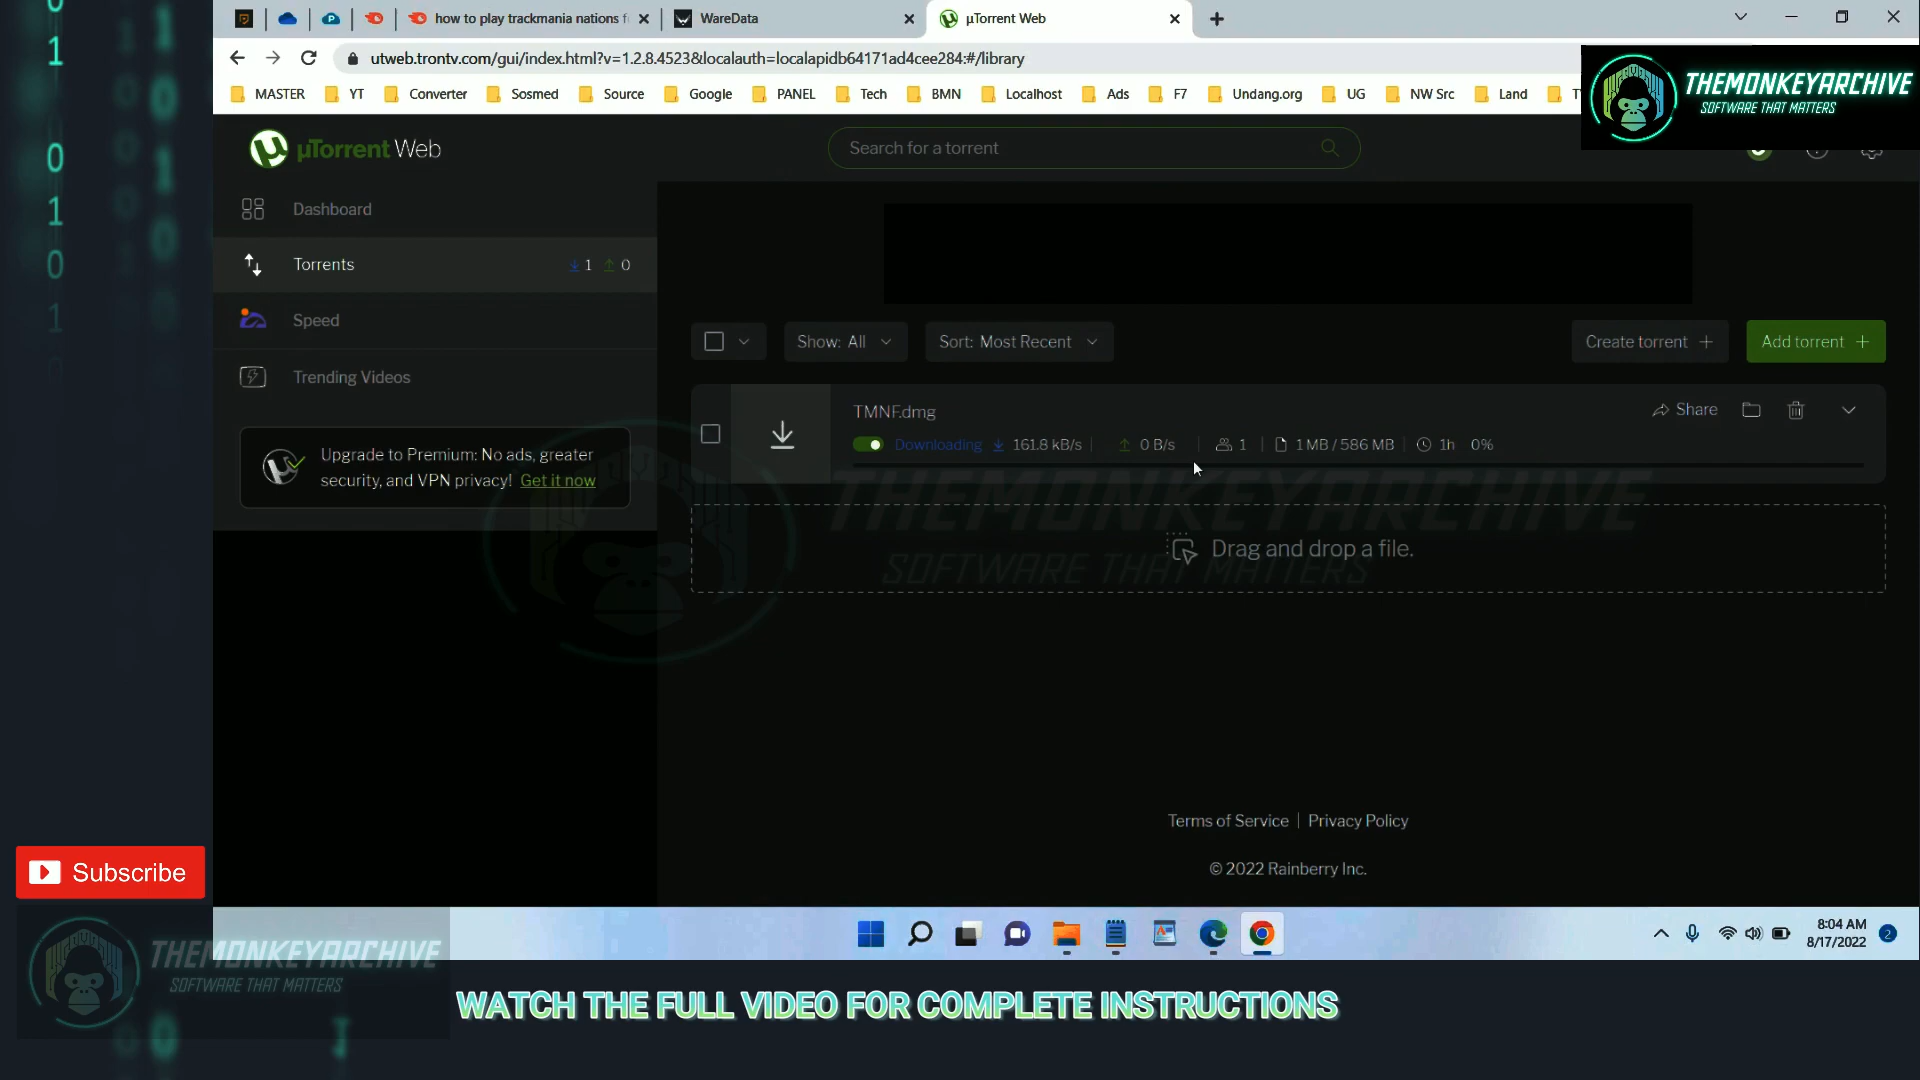 how to play trackmania nations f
WareData
µTorrent Web
utweb.trontv.com/gui/index.html?v=1.2.8.4523&localauth=localapidb64171ad4cee284:#/library
MASTER YT Converter Sosmed Source Google PANEL Tech BMN Localhost Ads F7 Undang.org UG NW Src Land
THEMONKEYARCHIVE
SOFTWARE THAT MATTERS
µTorrent Web
Search for a torrent
Dashboard
Torrents 1 0
Speed
Trending Videos
Upgrade to Premium: No ads, greater
security, and VPN privacy! Get it now
Show: All
Sort: Most Recent
Create torrent +
Add torrent +
TMNF.dmg
Share
Downloading 161.8 kB/s 0 B/s 1 1 MB / 586 MB 1h 0%
THEMONKEYARCHIVE
SOFTWARE THAT MATTERS
Drag and drop a file.
Terms of Service | Privacy Policy
© 2022 Rainberry Inc.
Subscribe
8:04 AM
8/17/2022
2
THEMONKEYARCHIVE
SOFTWARE THAT MATTERS
WATCH THE FULL VIDEO FOR COMPLETE INSTRUCTIONS